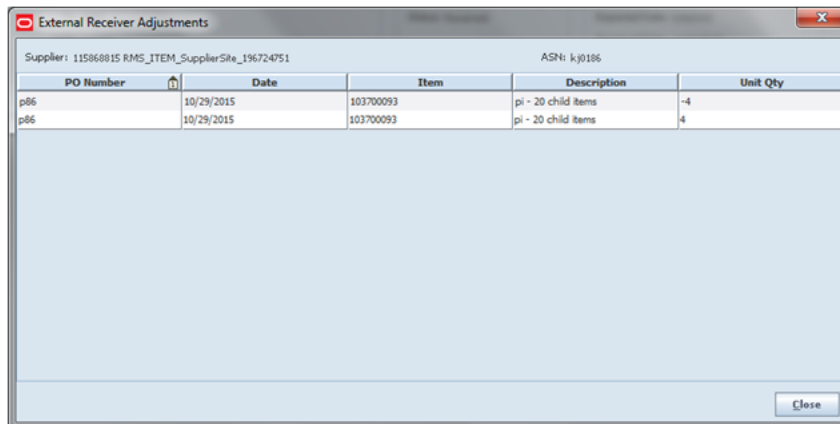 External Receiver Adjustments
Supplier: 115868815 RMS_ITEM_SupplierSite_196724751 ASN: kj0186
PO Number 1 Date Item Description Unit Qty
p86 10/29/2015 103700093 pi - 20 child items -4
p86 10/29/2015 103700093 pi - 20 child items 4
Close